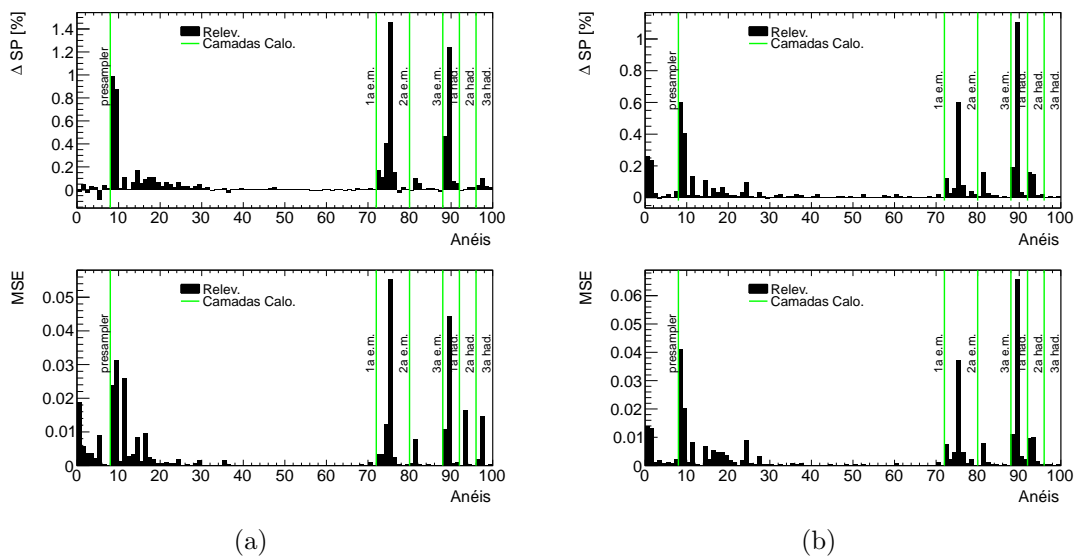 Δ SP [%]
1.4
1.2
1
0.8
0.6
0.4
0.2
0
Relev.
Camadas Calo.
presampler
1a e.m.
2a e.m.
3a e.m.
1a had.
2a had.
3a had.
0 10 20 30 40 50 60 70 80 90 100
Anéis
Δ SP [%]
1
0.8
0.6
0.4
0.2
0
Relev.
Camadas Calo.
presampler
1a e.m.
2a e.m.
3a e.m.
1a had.
2a had.
3a had.
0 10 20 30 40 50 60 70 80 90 100
Anéis
MSE
0.05
0.04
0.03
0.02
0.01
0
Relev.
Camadas Calo.
presampler
1a e.m.
2a e.m.
3a e.m.
1a had.
2a had.
3a had.
0 10 20 30 40 50 60 70 80 90 100
Anéis
MSE
0.06
0.05
0.04
0.03
0.02
0.01
0
Relev.
Camadas Calo.
presampler
1a e.m.
2a e.m.
3a e.m.
1a had.
2a had.
3a had.
0 10 20 30 40 50 60 70 80 90 100
Anéis
(a)
(b)